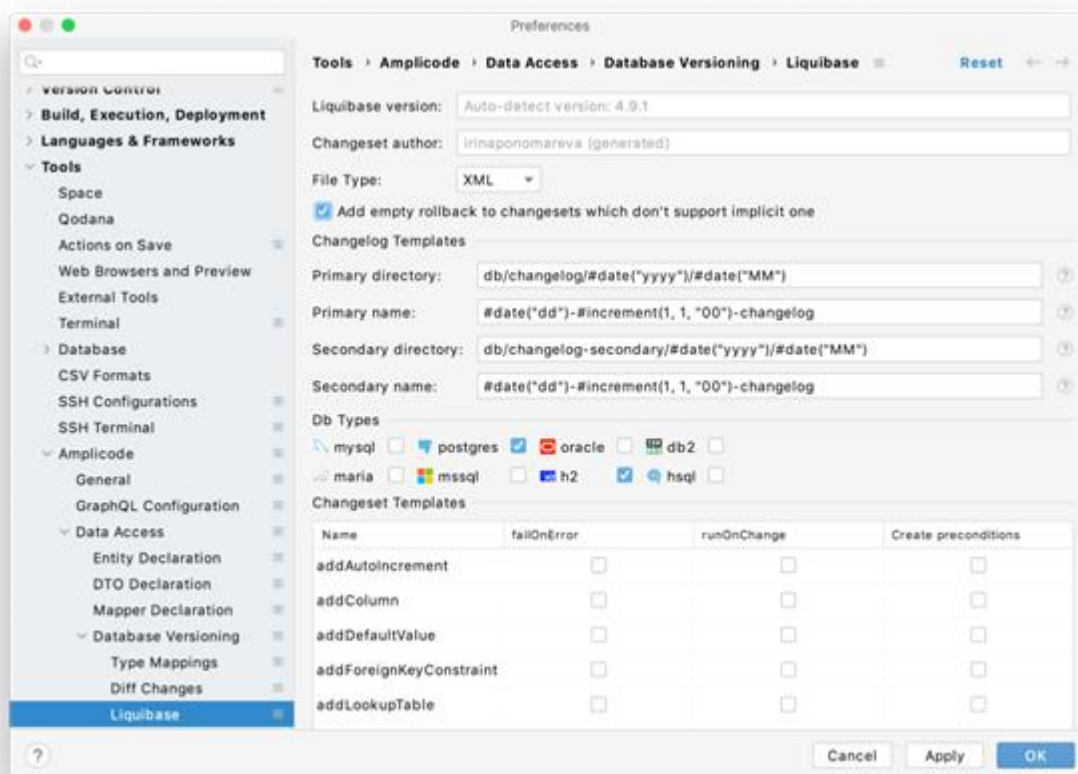 Preferences
Version Control
Build, Execution, Deployment
Languages & Frameworks
Tools
Space
Qodana
Actions on Save
Web Browsers and Preview
External Tools
Terminal
Database
CSV Formats
SSH Configurations
SSH Terminal
Amplicode
General
GraphQL Configuration
Data Access
Entity Declaration
DTO Declaration
Mapper Declaration
Database Versioning
Type Mappings
Diff Changes
Liquibase
Tools › Amplicode › Data Access › Database Versioning › Liquibase Reset
Liquibase version: Auto-detect version: 4.9.1
Changeset author: irinaponomareva (generated)
File Type: XML
Add empty rollback to changesets which don't support implicit one
Changelog Templates
Primary directory: db/changelog/#date("yyyy")/#date("MM")
Primary name: #date("dd")-#increment(1, 1, "00")-changelog
Secondary directory: db/changelog-secondary/#date("yyyy")/#date("MM")
Secondary name: #date("dd")-#increment(1, 1, "00")-changelog
Db Types
mysql postgres oracle db2
maria mssql h2 hsql
Changeset Templates
Name failOnError runOnChange Create preconditions
addAutoIncrement
addColumn
addDefaultValue
addForeignKeyConstraint
addLookupTable
? Cancel Apply OK